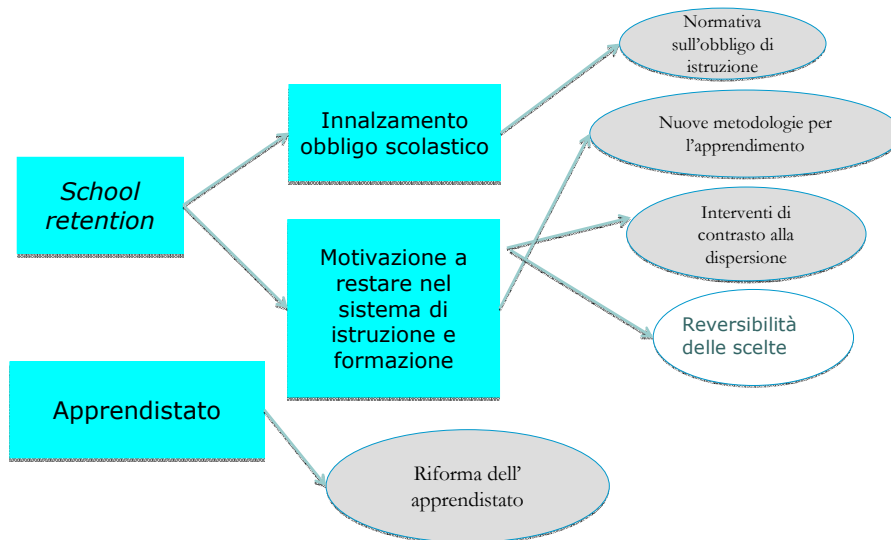 Normativa
sull'obbligo di
istruzione
Innalzamento
obbligo scolastico
Nuove metodologie per
l'apprendimento
School
retention
Interventi di
contrasto alla
dispersione
Motivazione a
restare nel
sistema di
istruzione e
formazione
Reversibilità
delle scelte
Apprendistato
Riforma dell'
apprendistato